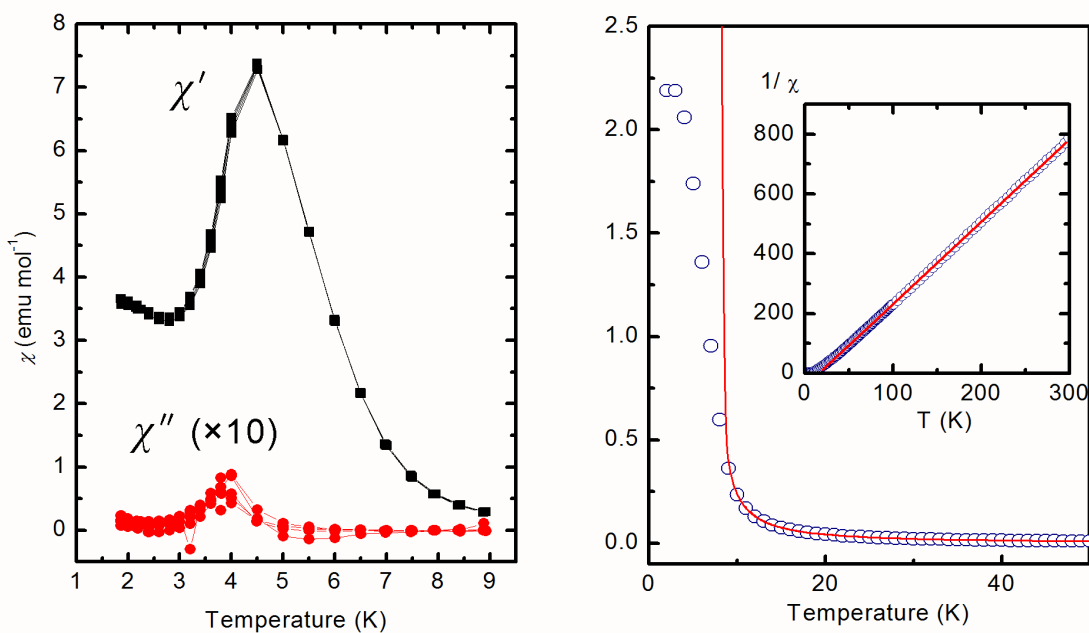 8
7
6
5
4
3
2
1
0
χ (emu mol⁻¹)
χ′
χ″ (×10)
1 2 3 4 5 6 7 8 9
Temperature (K)
2.5
2.0
1.5
1.0
0.5
0.0
0 20 40
Temperature (K)
1/ χ
800
600
400
200
0
0 100 200 300
T (K)